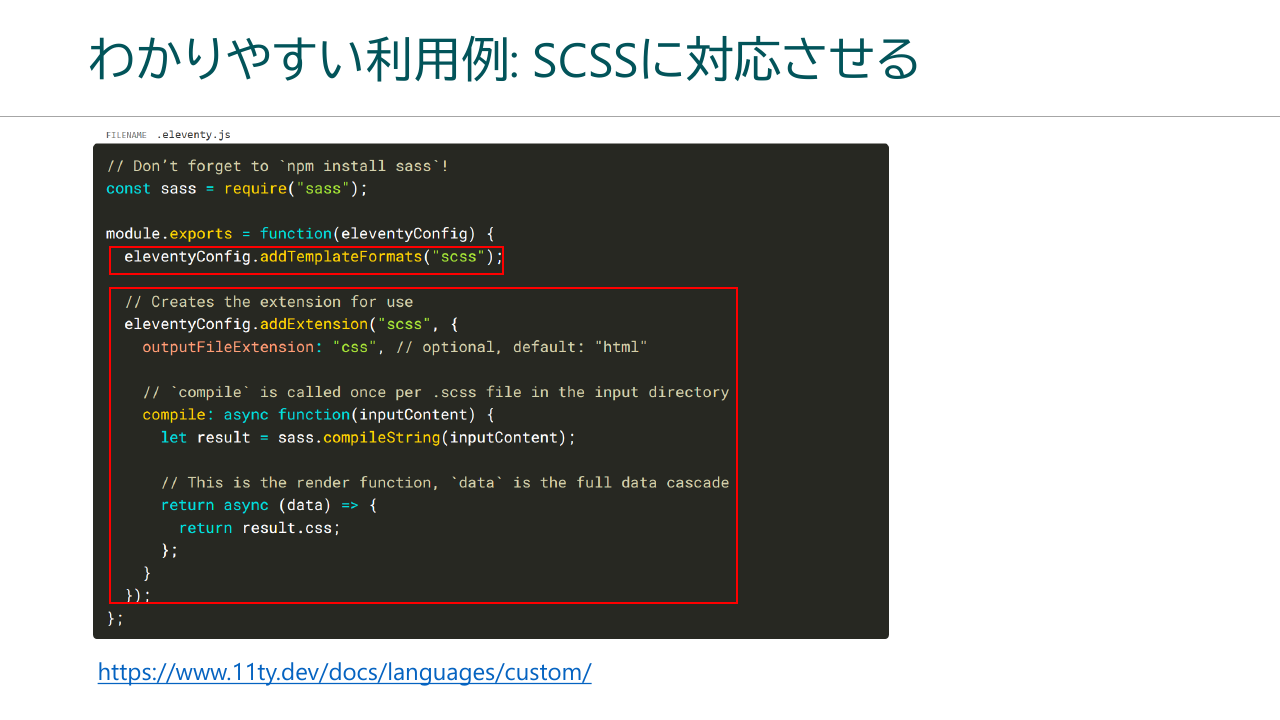 わかりやすい利用例: SCSSに対応させる
FILENAME .eleventy.js
// Don’t forget to `npm install sass`!
const sass = require("sass");
module.exports = function(eleventyConfig) {
eleventyConfig.addTemplateFormats("scss");
// Creates the extension for use
eleventyConfig.addExtension("scss", {
outputFileExtension: "css", // optional, default: "html"
// `compile` is called once per .scss file in the input directory
compile: async function(inputContent) {
let result = sass.compileString(inputContent);
// This is the render function, `data` is the full data cascade
return async (data) => {
return result.css;
};
}
});
};
https://www.11ty.dev/docs/languages/custom/